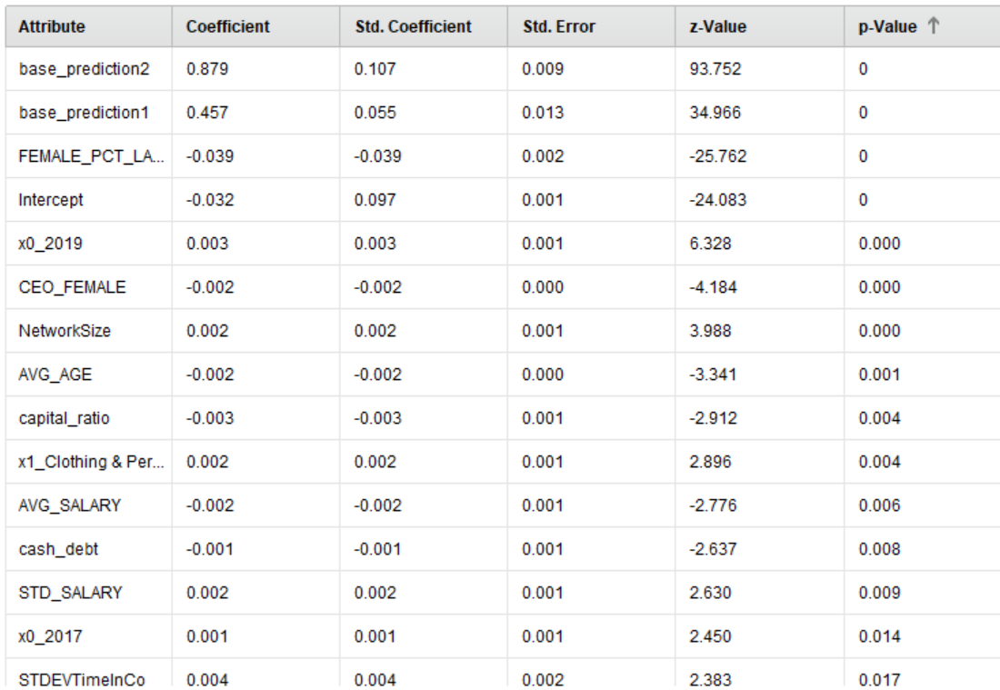 Attribute Coefficient Std. Coefficient Std. Error z-Value p-Value ↑
base_prediction2 0.879 0.107 0.009 93.752 0
base_prediction1 0.457 0.055 0.013 34.966 0
FEMALE_PCT_LA... -0.039 -0.039 0.002 -25.762 0
Intercept -0.032 0.097 0.001 -24.083 0
x0_2019 0.003 0.003 0.001 6.328 0.000
CEO_FEMALE -0.002 -0.002 0.000 -4.184 0.000
NetworkSize 0.002 0.002 0.001 3.988 0.000
AVG_AGE -0.002 -0.002 0.000 -3.341 0.001
capital_ratio -0.003 -0.003 0.001 -2.912 0.004
x1_Clothing & Per... 0.002 0.002 0.001 2.896 0.004
AVG_SALARY -0.002 -0.002 0.001 -2.776 0.006
cash_debt -0.001 -0.001 0.001 -2.637 0.008
STD_SALARY 0.002 0.002 0.001 2.630 0.009
x0_2017 0.001 0.001 0.001 2.450 0.014
STDEVTimeInCo 0.004 0.004 0.002 2.383 0.017